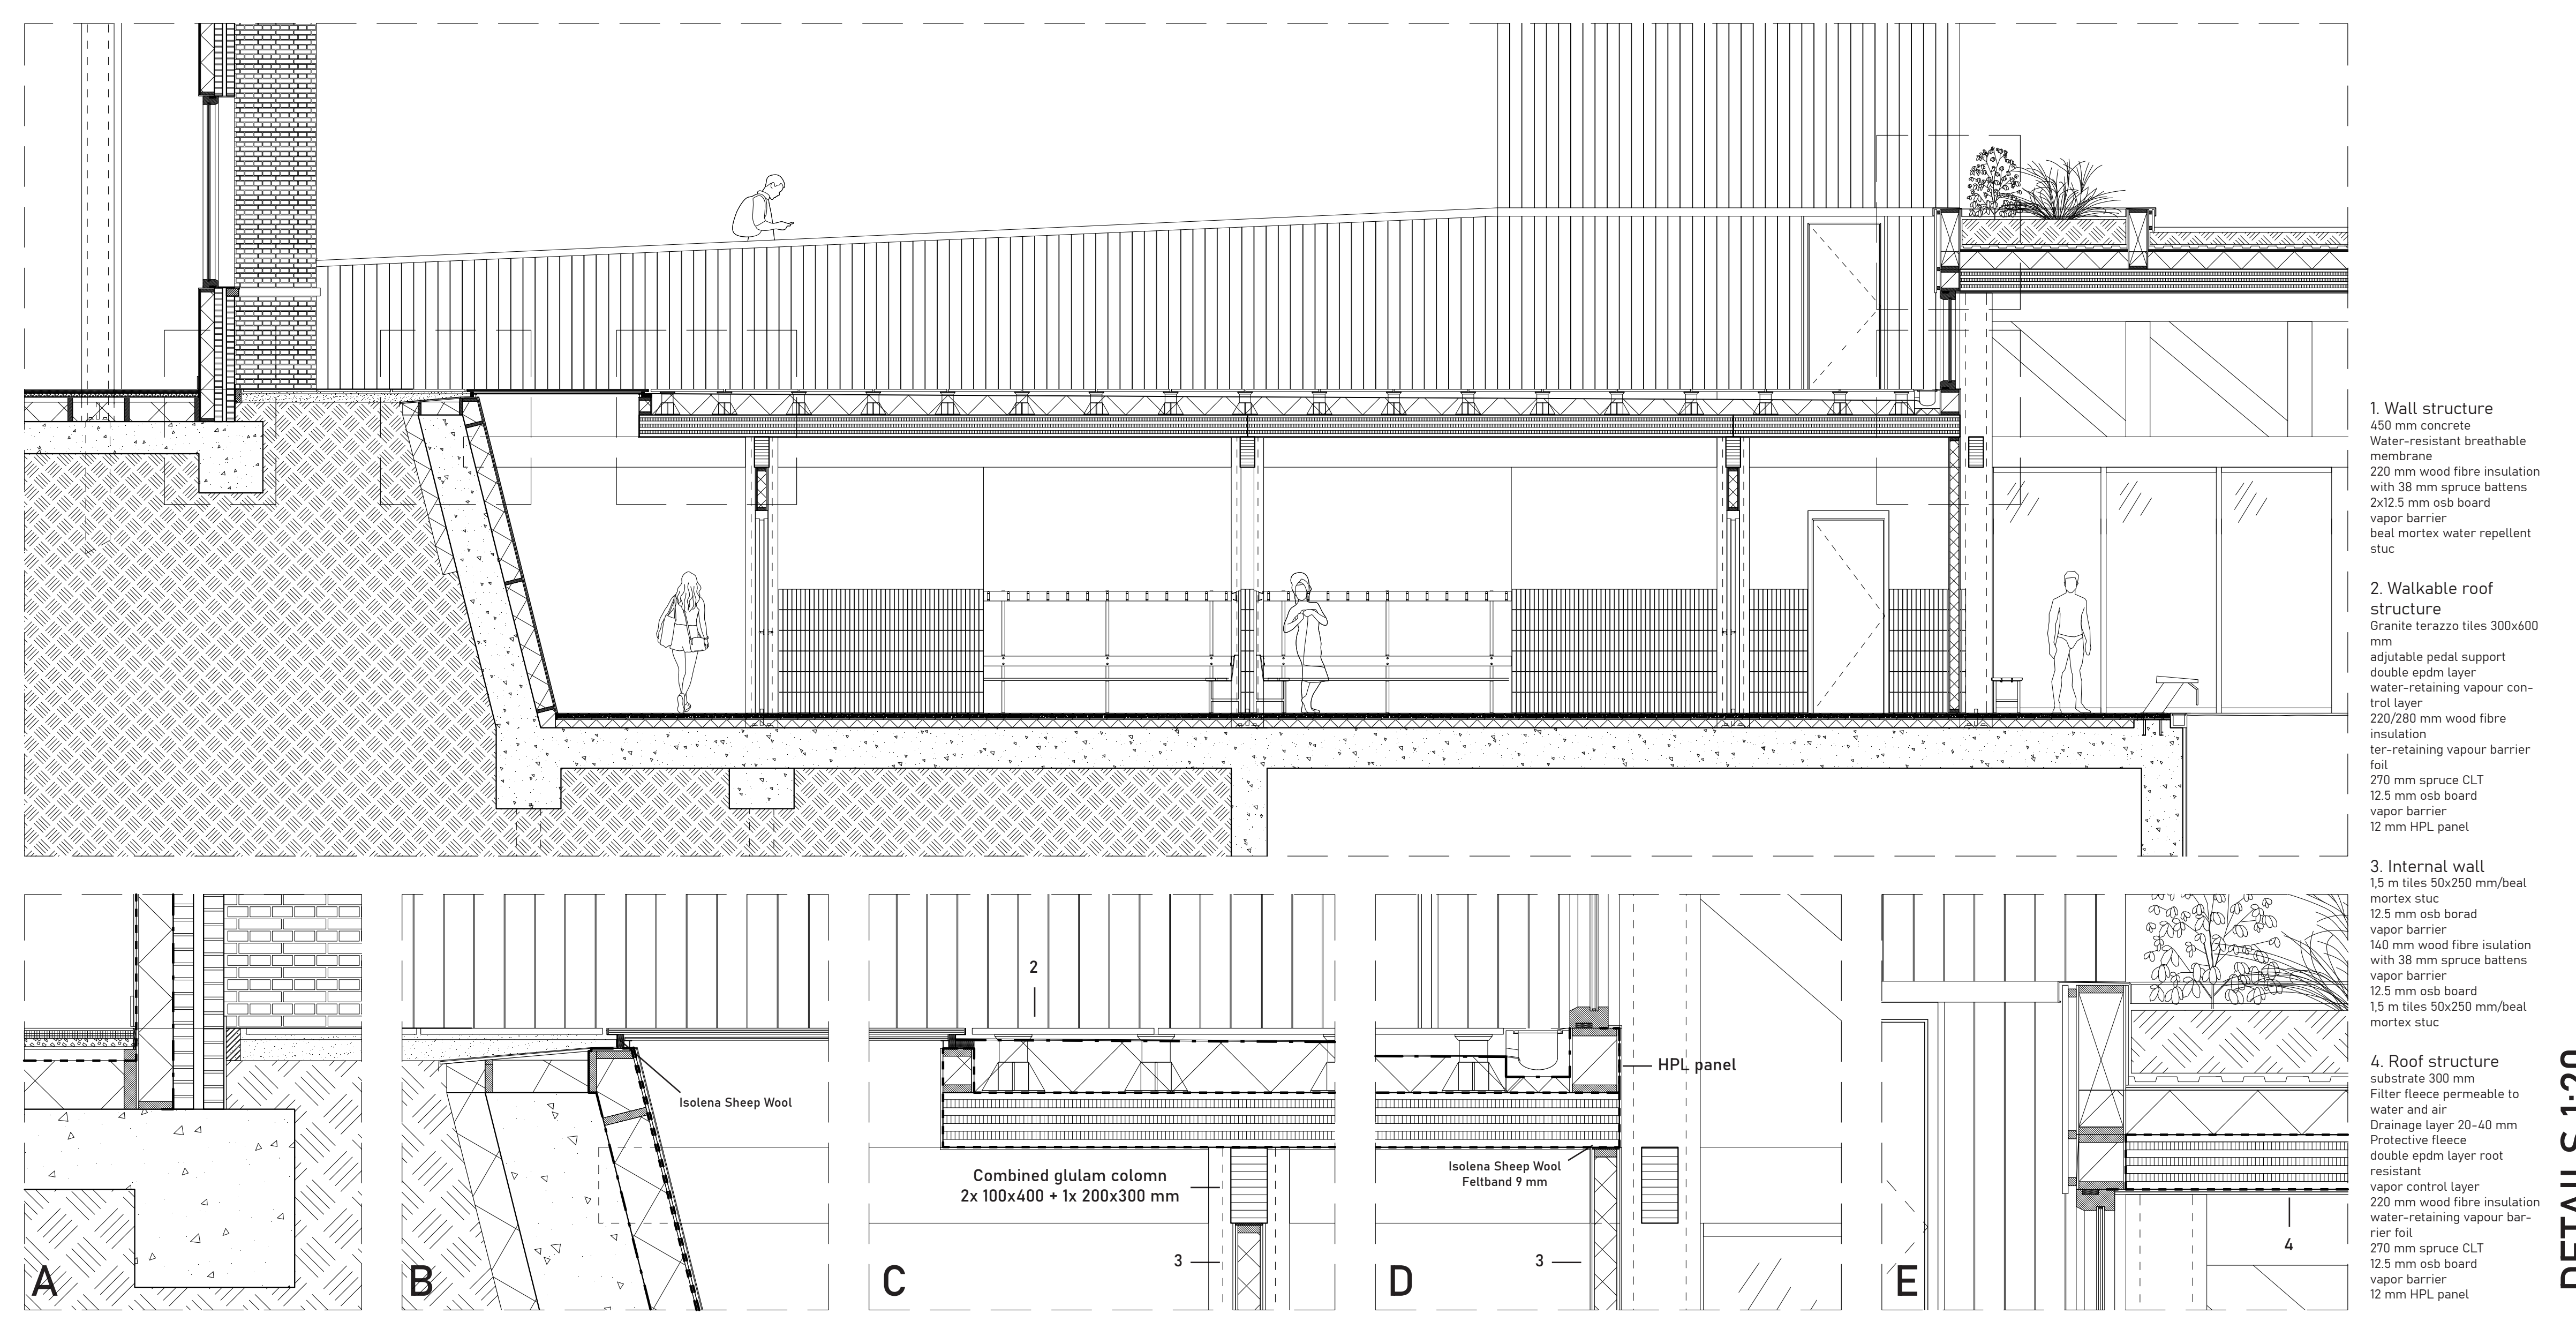 1. Wall structure
450 mm concrete
Water-resistant breathable
membrane
220 mm wood fibre insulation
with 38 mm spruce battens
2x12.5 mm osb board
vapor barrier
beal mortex water repellent
stuc
2. Walkable roof
structure
Granite terazzo tiles 300x600
mm
adjutable pedal support
double epdm layer
water-retaining vapour con-
trol layer
220/280 mm wood fibre
insulation
ter-retaining vapour barrier
foil
270 mm spruce CLT
12.5 mm osb board
vapor barrier
12 mm HPL panel
3. Internal wall
1,5 m tiles 50x250 mm/beal
mortex stuc
12.5 mm osb borad
vapor barrier
140 mm wood fibre isulation
with 38 mm spruce battens
vapor barrier
12.5 mm osb board
1,5 m tiles 50x250 mm/beal
mortex stuc
4. Roof structure
substrate 300 mm
Filter fleece permeable to
water and air
Drainage layer 20-40 mm
Protective fleece
double epdm layer root
resistant
vapor control layer
220 mm wood fibre insulation
water-retaining vapour bar-
rier foil
270 mm spruce CLT
12.5 mm osb board
vapor barrier
12 mm HPL panel
A
Isolena Sheep Wool
B
2
Combined glulam colomn
2x 100x400 + 1x 200x300 mm
3
C
HPL panel
Isolena Sheep Wool
Feltband 9 mm
3
D
4
E
DETAILS 1:20